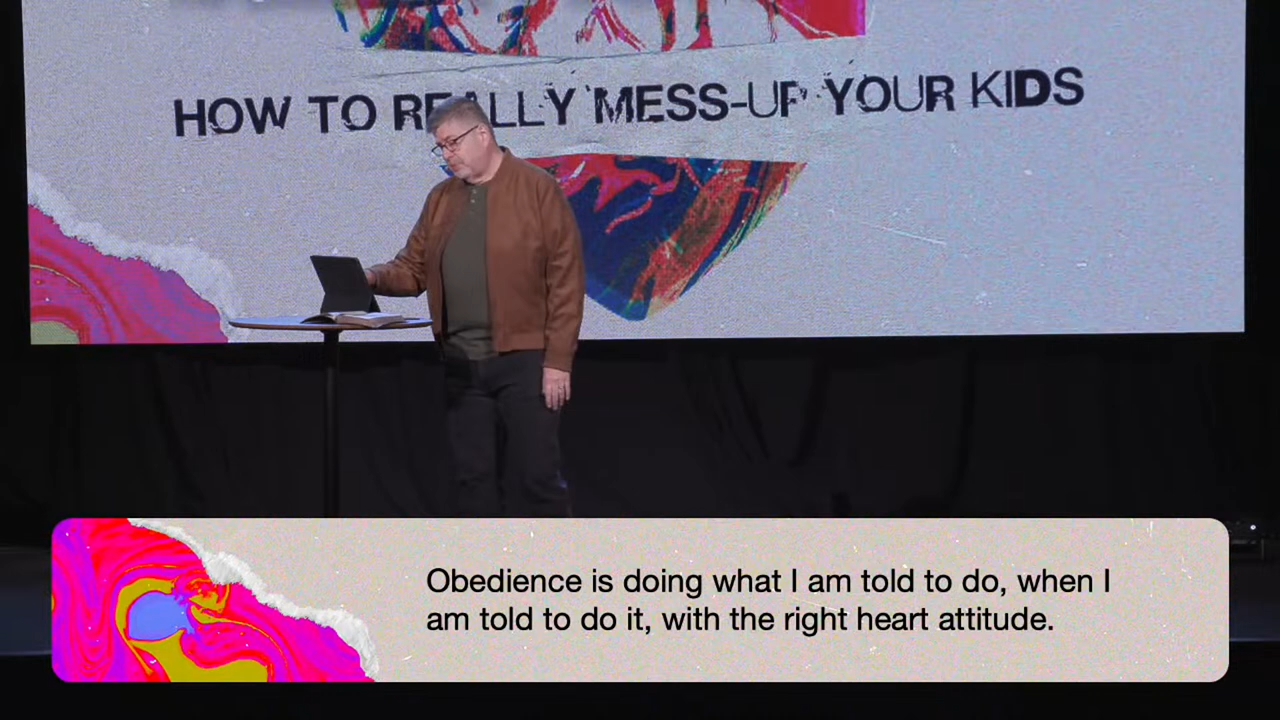 HOW TO REALLY MESS-UP YOUR KIDS
Obedience is doing what I am told to do, when I
am told to do it, with the right heart attitude.